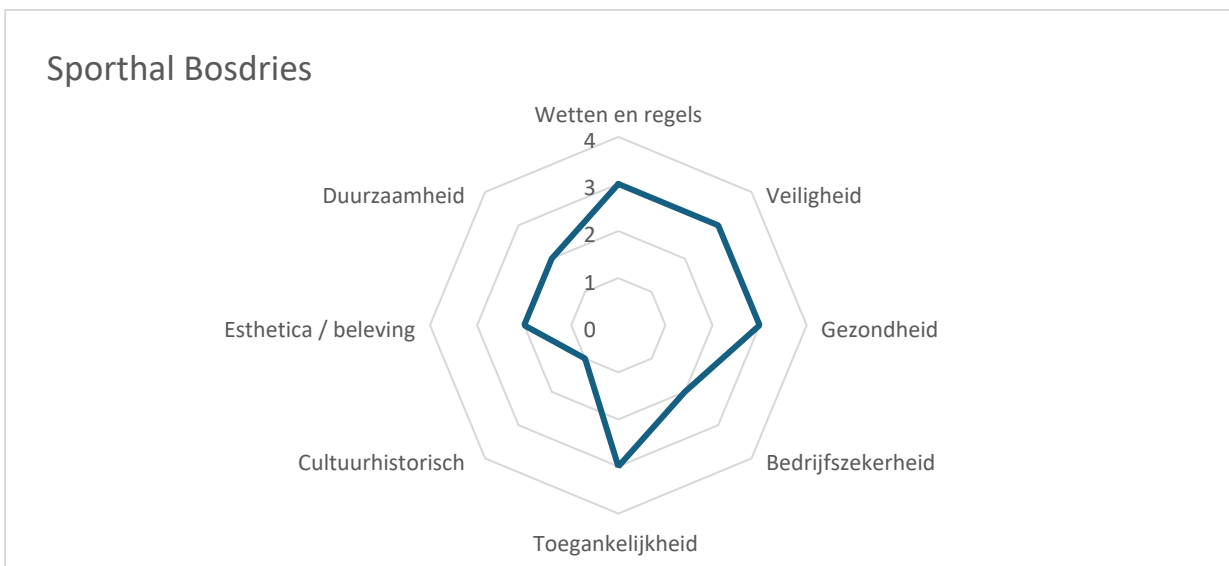 Sporthal Bosdries
Wetten en regels
4
Duurzaamheid
Veiligheid
3
2
1
Esthetica / beleving
0
Gezondheid
Cultuurhistorisch
Bedrijfszekerheid
Toegankelijkheid